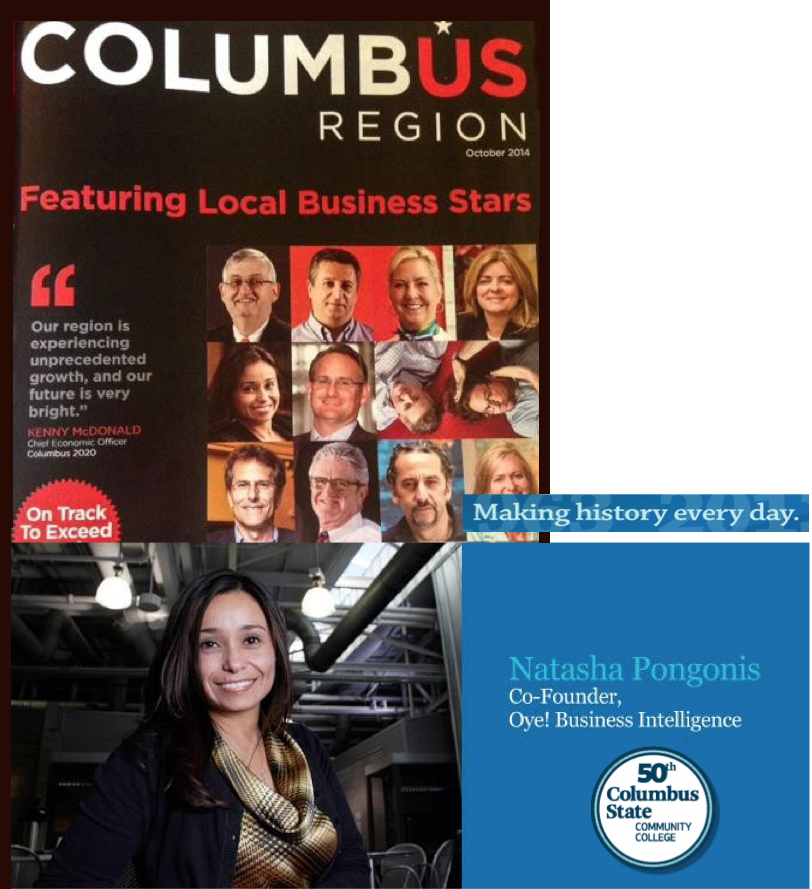 COLUMBUS
REGION
October 2014
Featuring Local Business Stars
“
Our region is
experiencing
unprecedented
growth, and our
future is very
bright.”
KENNY McDONALD
Chief Economic Officer
Columbus 2020
On Track
To Exceed
Making history every day.
Natasha Pongonis
Co-Founder,
Oye! Business Intelligence
50th
Columbus
State
COMMUNITY
COLLEGE